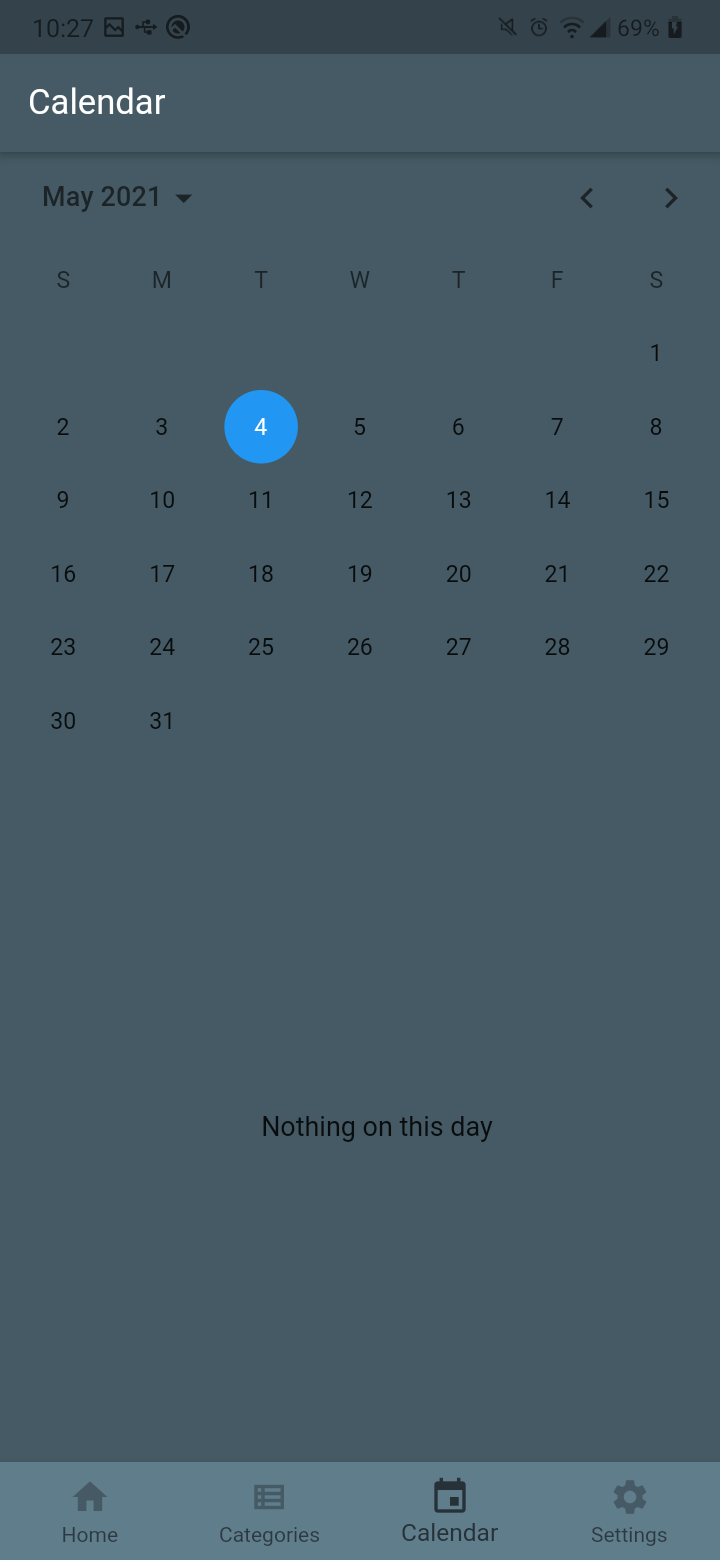 10:27 69%
Calendar
May 2021
S M T W T F S
1
2 3 4 5 6 7 8
9 10 11 12 13 14 15
16 17 18 19 20 21 22
23 24 25 26 27 28 29
30 31
Nothing on this day
Home Categories Calendar Settings